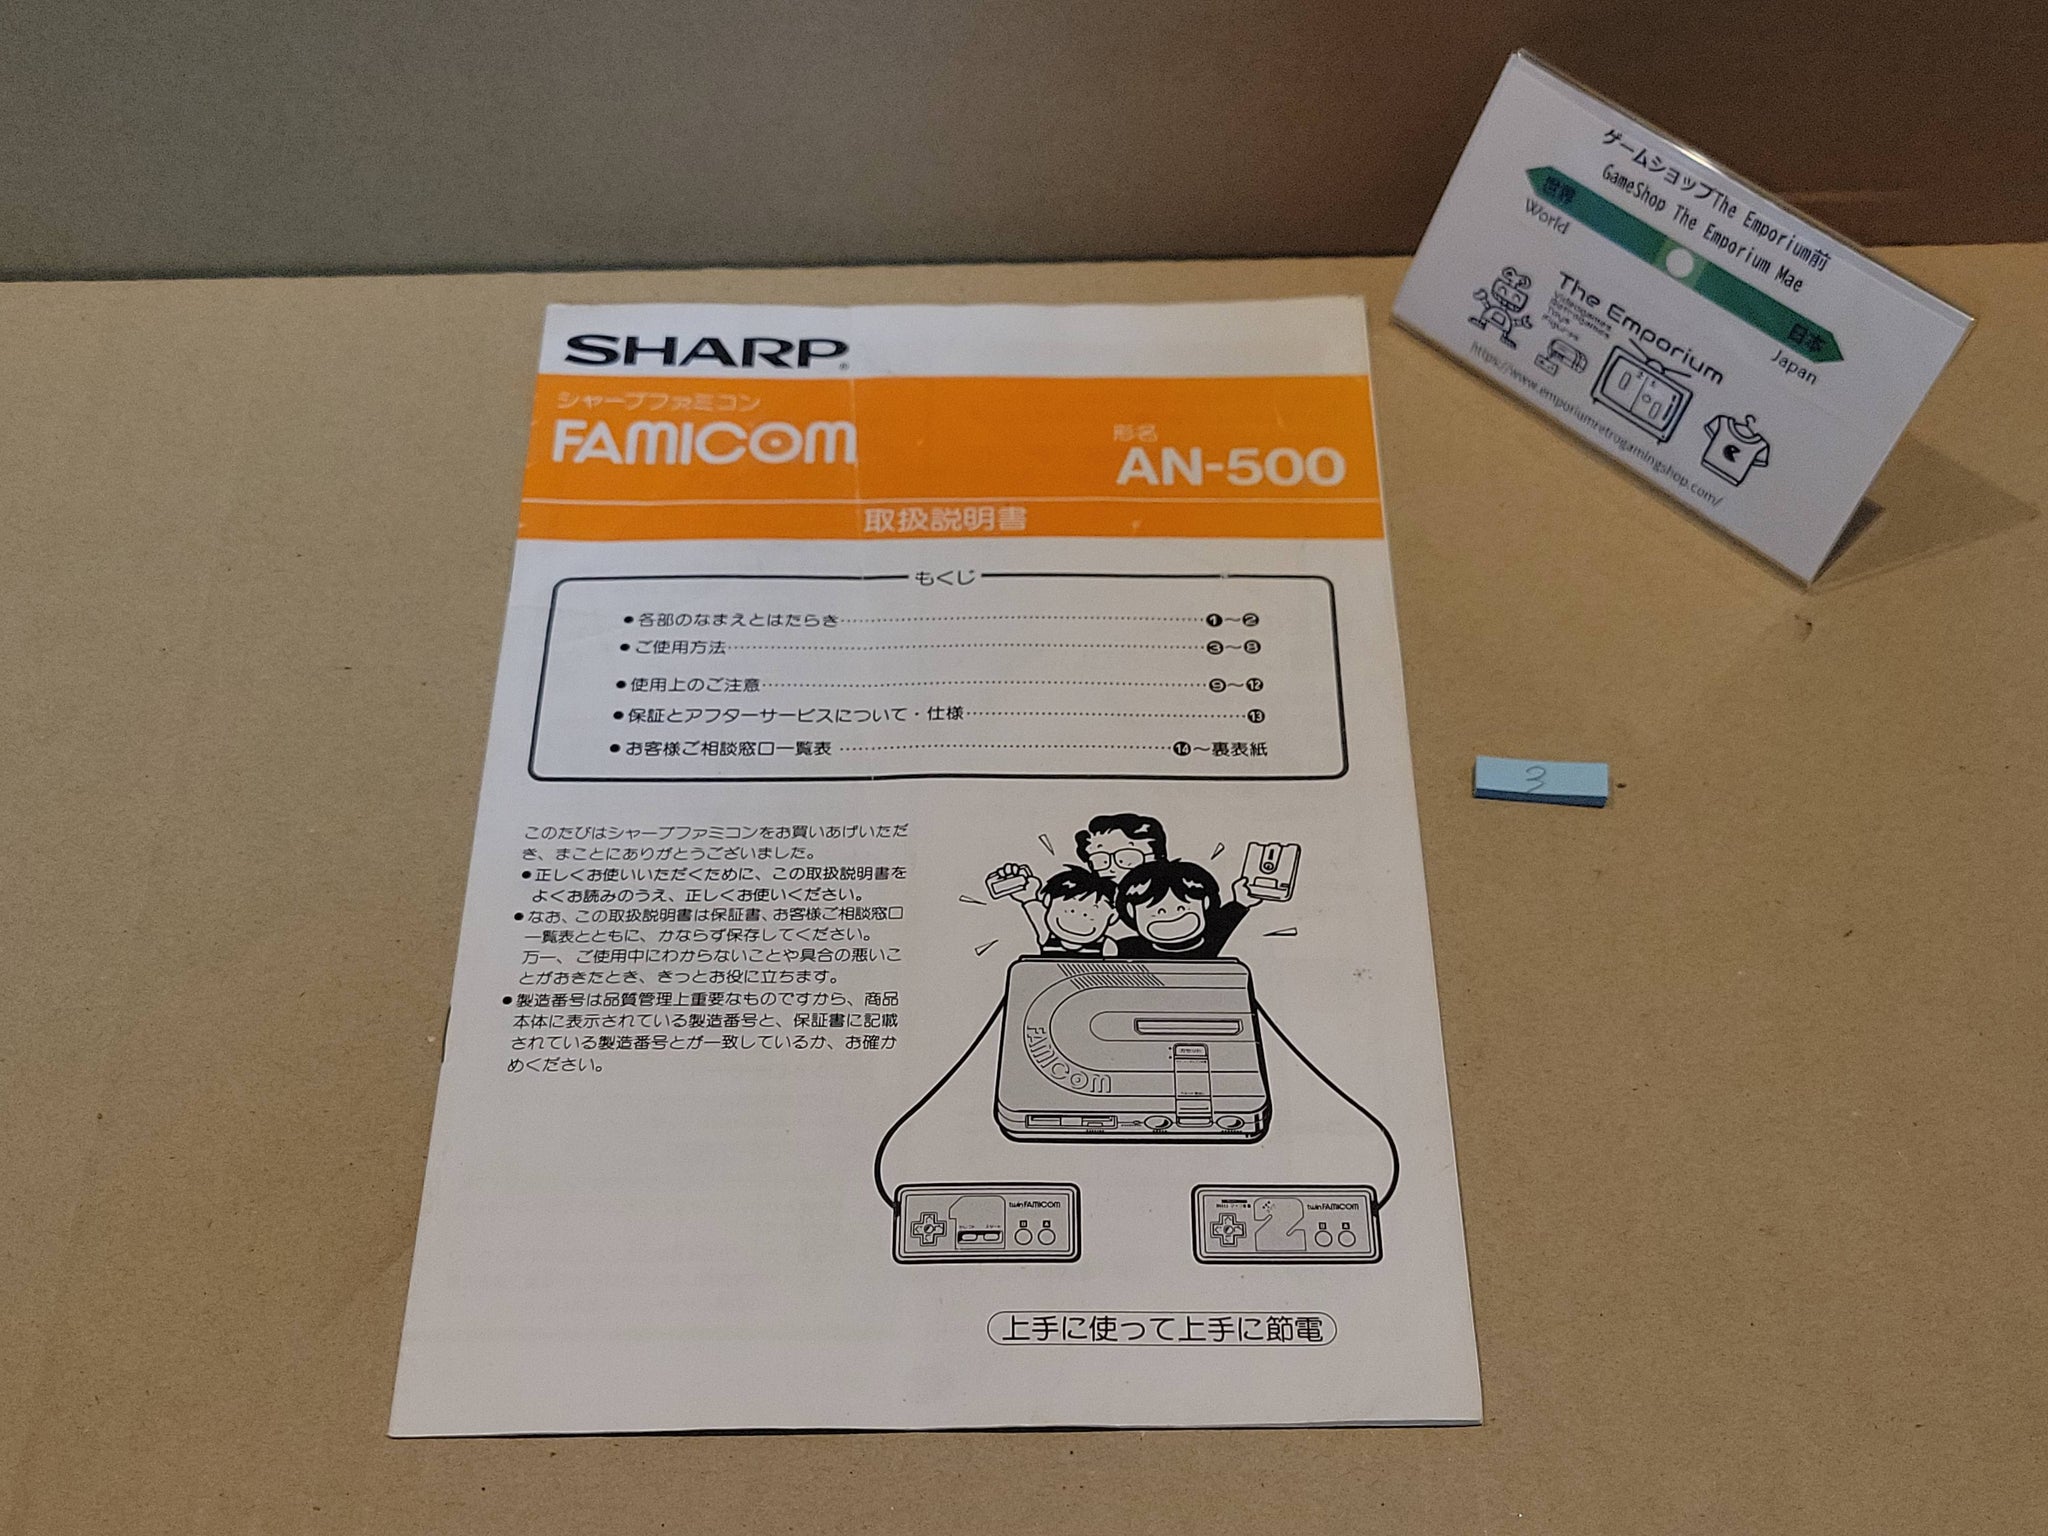 SHARP
シャープファミコン
FAMICOM
形名
AN-500
取扱説明書
もくじ
●各部のなまえとはたらき……………❶～❷
●ご使用方法……………❸～❽
●使用上のご注意……………❾～⓬
●保証とアフターサービスについて・仕様……………⓭
●お客様ご相談窓口一覧表……………⓮～裏表紙
このたびはシャープファミコンをお買いあげいただ
き、まことにありがとうございました。
●正しくお使いいただくために、この取扱説明書を
よくお読みのうえ、正しくお使いください。
●なお、この取扱説明書は保証書、お客様ご相談窓口
一覧表とともに、かならず保存してください。
万一、ご使用中にわからないことや具合の悪いこ
とがおきたとき、きっとお役に立ちます。
●製造番号は品質管理上重要なものですから、商品
本体に表示されている製造番号と、保証書に記載
されている製造番号とが一致しているか、お確か
めください。
FAMICOM
カセット
twinFAMICOM
セレクト スタート
B A
twinFAMICOM
2
B A
上手に使って上手に節電
ゲームショップThe Emporium前
GameShop The Emporium Mae
世界
World
日本
Japan
The Emporium
Videogames
Retrogames
Toys
Figures
https://www.emporiumretrogamingshop.com/
3